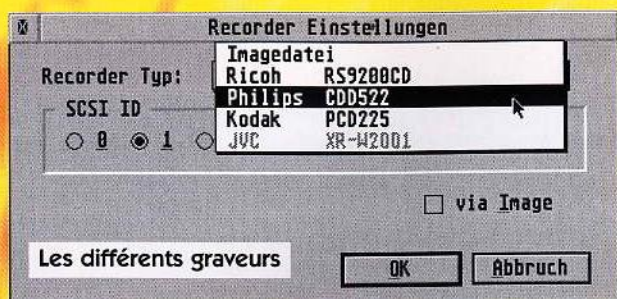 Recorder Einstellungen
Imagedatei
Recorder Typ:
Ricoh RS9200CD
Philips CDD522
Kodak PCD225
JVC XR-W2001
SCSI ID
0 1
via Image
Les différents graveurs
OK Abbruch